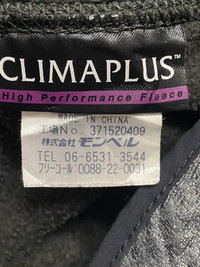 CLIMAPLUS™
High Performance Fleece
MADE IN CHINA
工場No. 371520409
株式会社 モンベル
TEL. 06-6531-3544
フリーコール:0088-22-0031